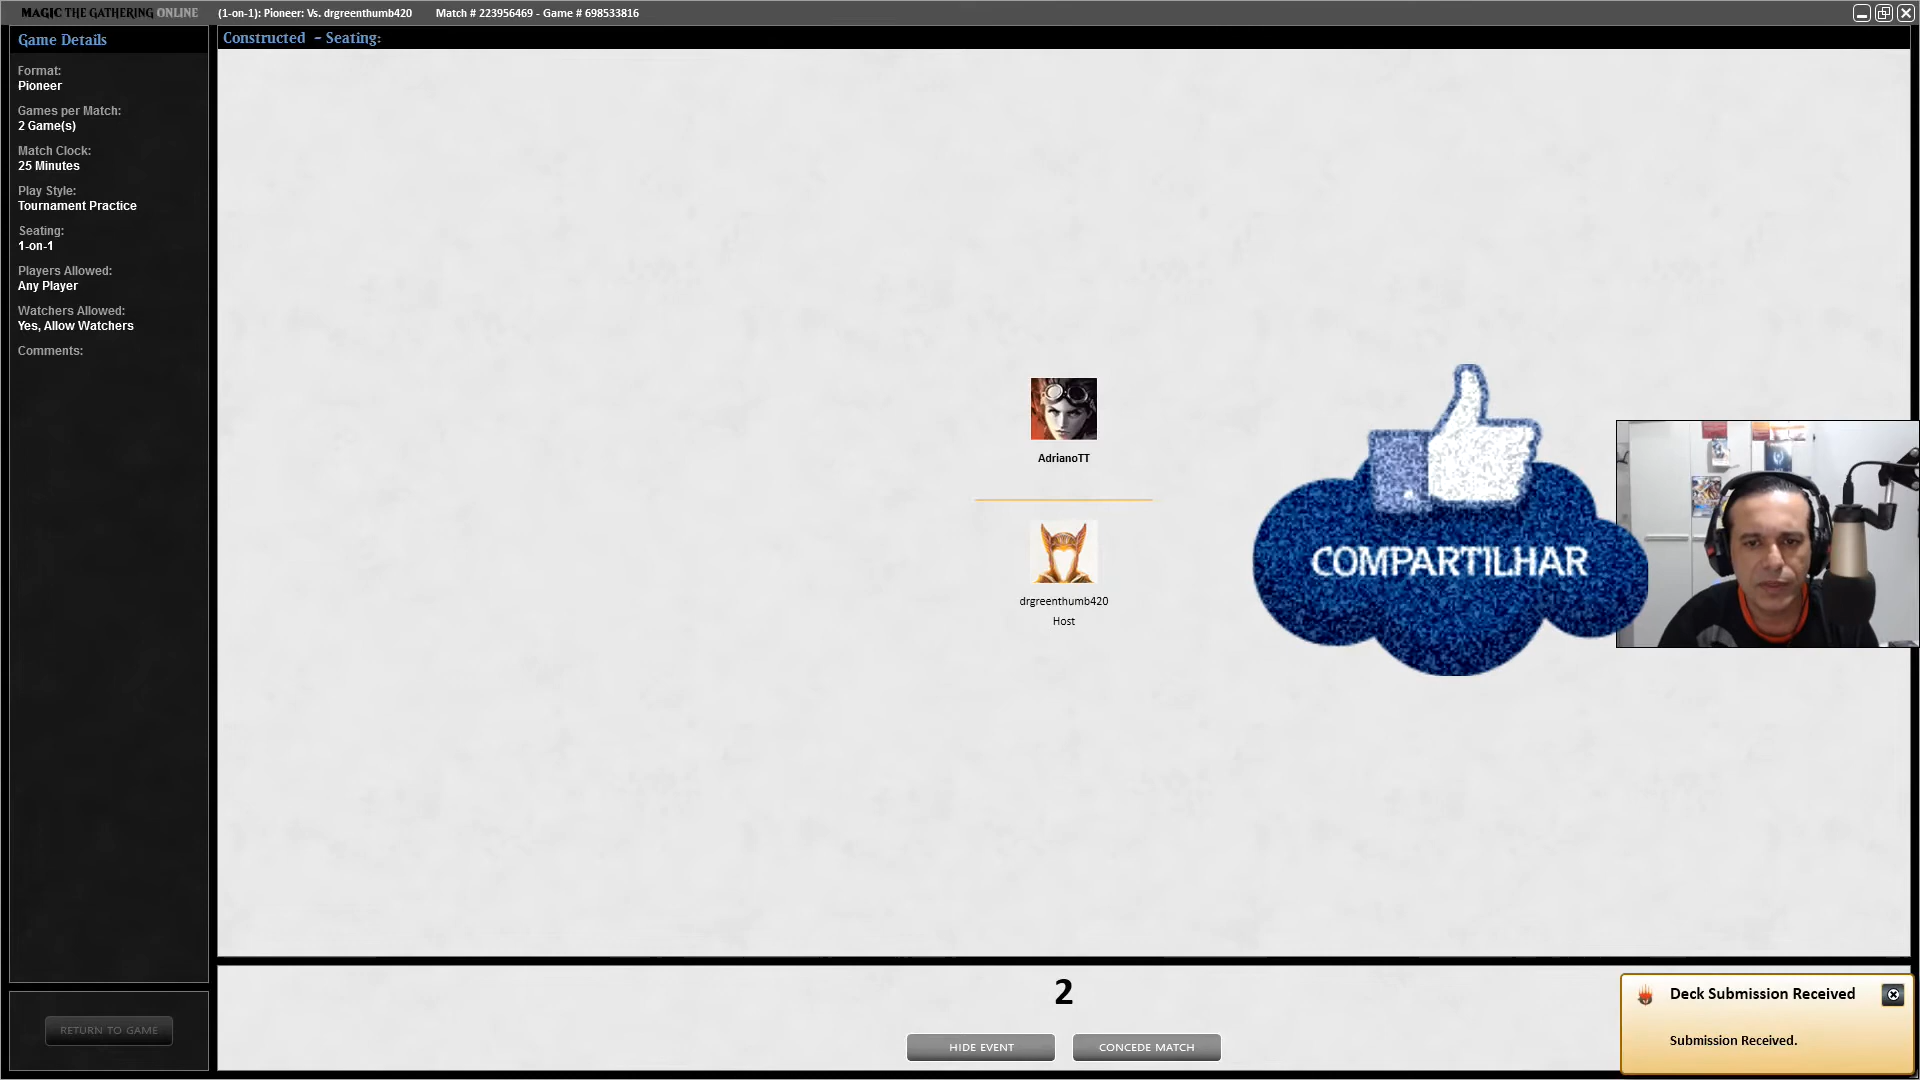 MAGIC THE GATHERING ONLINE
(1-on-1): Pioneer: Vs. drgreenthumb420
Match # 223956469 - Game # 698533816
Game Details
Format:
Pioneer
Games per Match:
2 Game(s)
Match Clock:
25 Minutes
Play Style:
Tournament Practice
Seating:
1-on-1
Players Allowed:
Any Player
Watchers Allowed:
Yes, Allow Watchers
Comments:
RETURN TO GAME
Constructed - Seating:
AdrianoTT
drgreenthumb420
Host
COMPARTILHAR
2
HIDE EVENT
CONCEDE MATCH
Deck Submission Received
Submission Received.